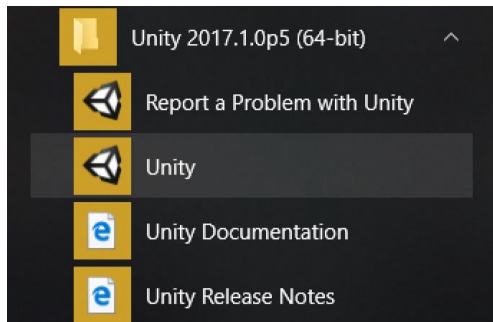 Unity 2017.1.0p5 (64-bit)
Report a Problem with Unity
Unity
Unity Documentation
Unity Release Notes